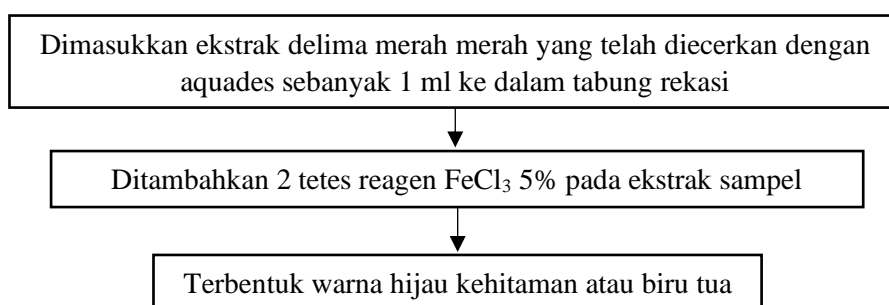 Dimasukkan ekstrak delima merah merah yang telah diecerkan dengan
aquades sebanyak 1 ml ke dalam tabung rekasi
Ditambahkan 2 tetes reagen FeCl₃ 5% pada ekstrak sampel
Terbentuk warna hijau kehitaman atau biru tua